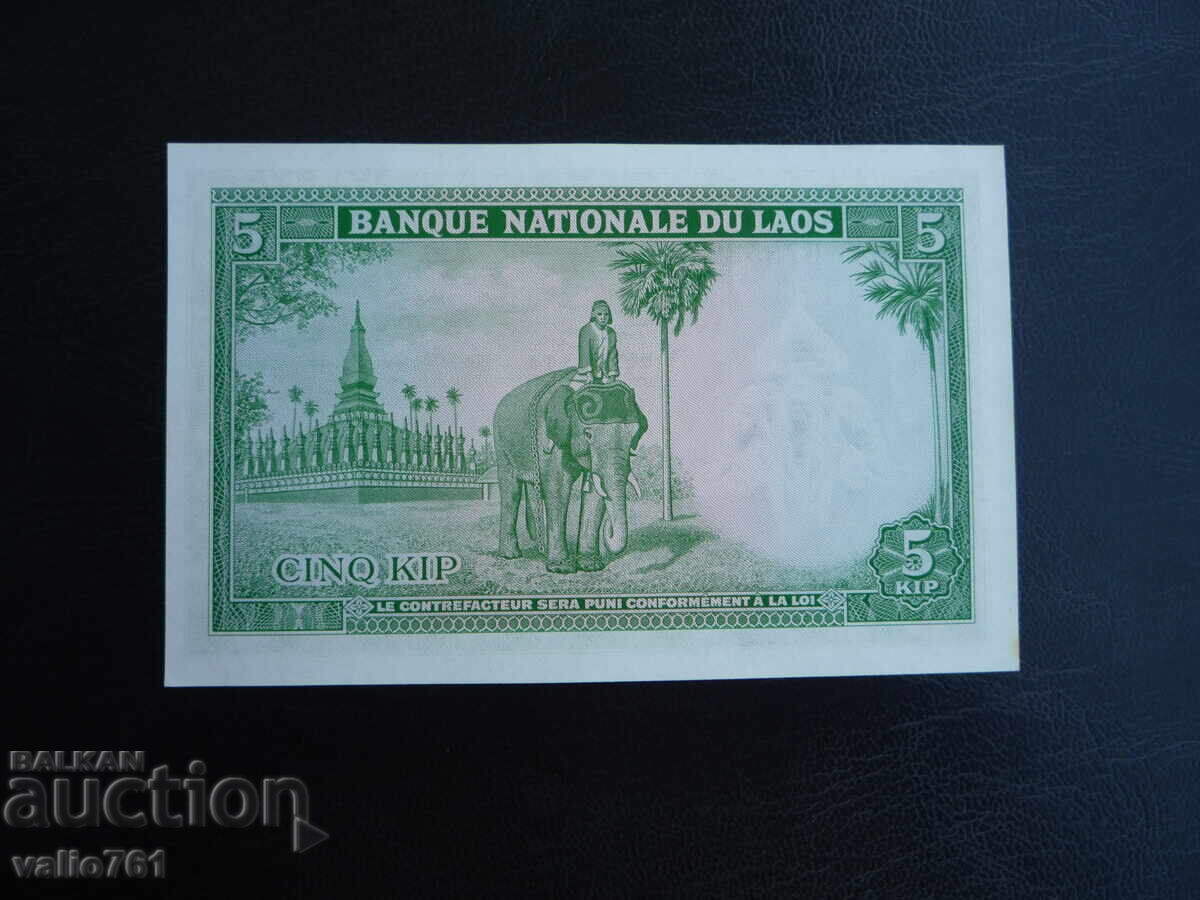 5 BANQUE NATIONALE DU LAOS 5
CINQ KIP
5
KIP
LE CONTREFACTEUR SERA PUNI CONFORMÉMENT À LA LOI
BALKAN
auction
valio761